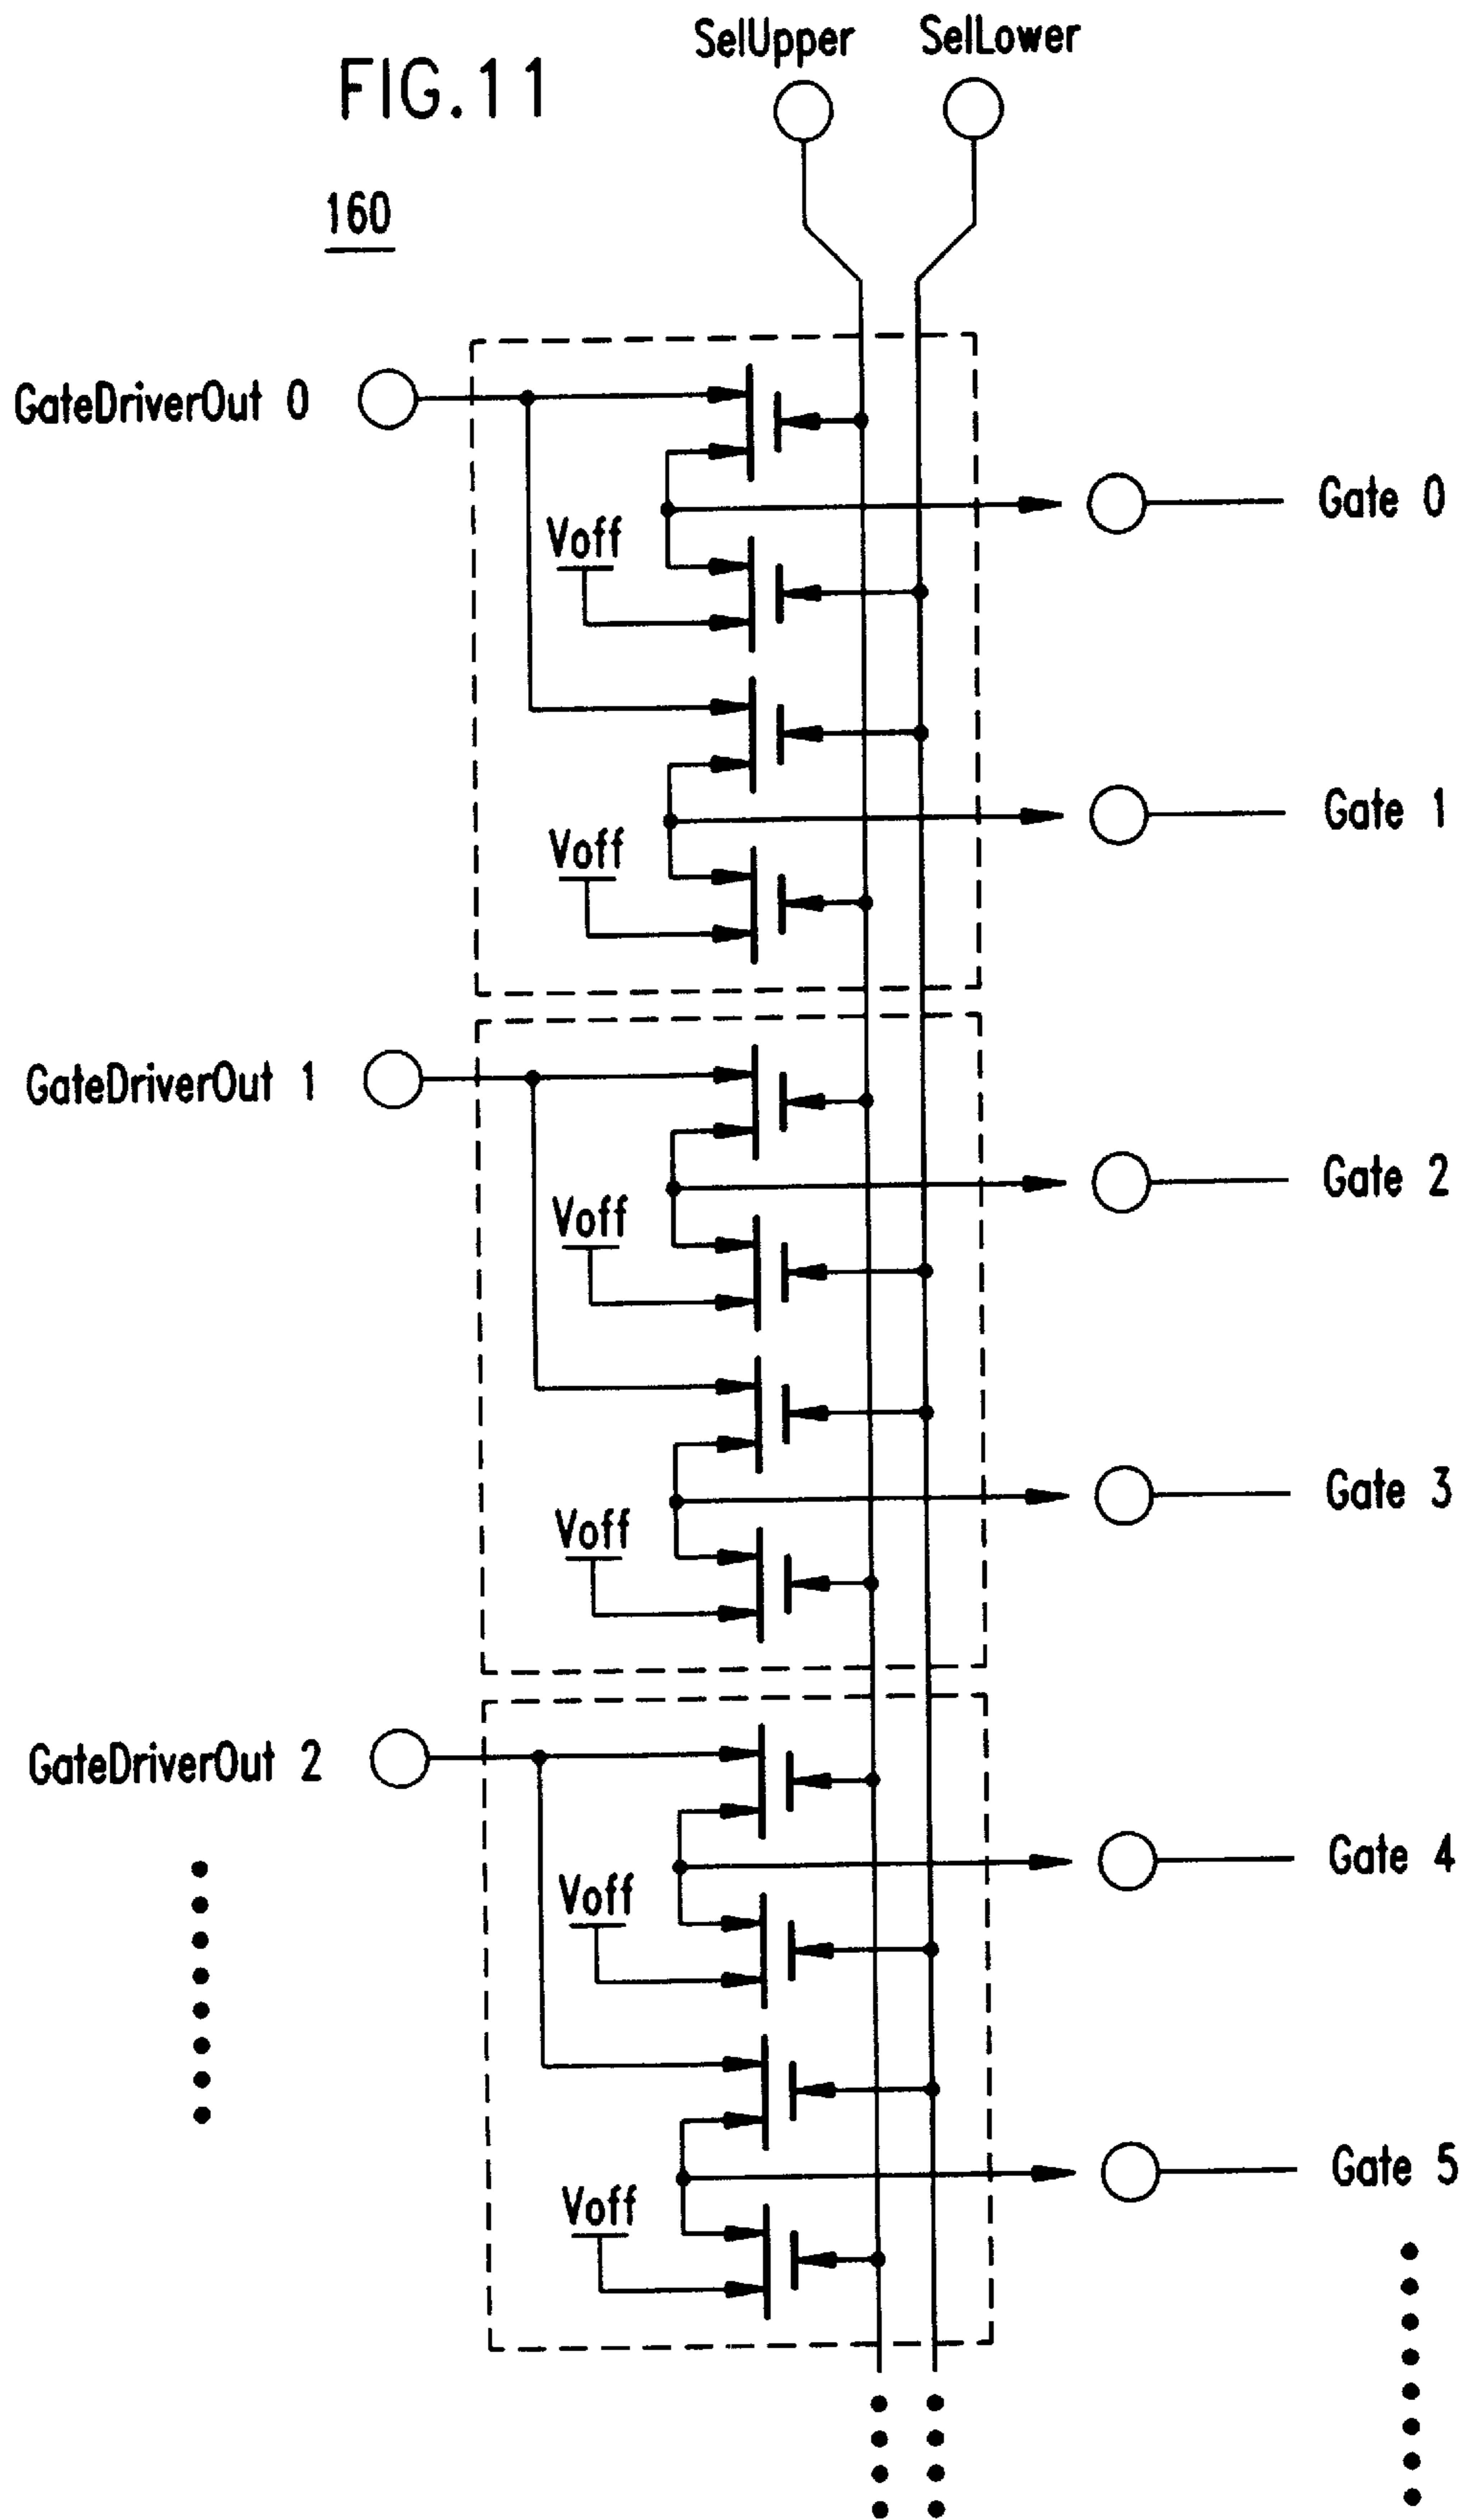 SelUpper SelLower
FIG.11
160
GateDriverOut 0
Gate 0
Voff
Gate 1
Voff
GateDriverOut 1
Gate 2
Voff
Gate 3
Voff
GateDriverOut 2
Gate 4
Voff
Gate 5
Voff